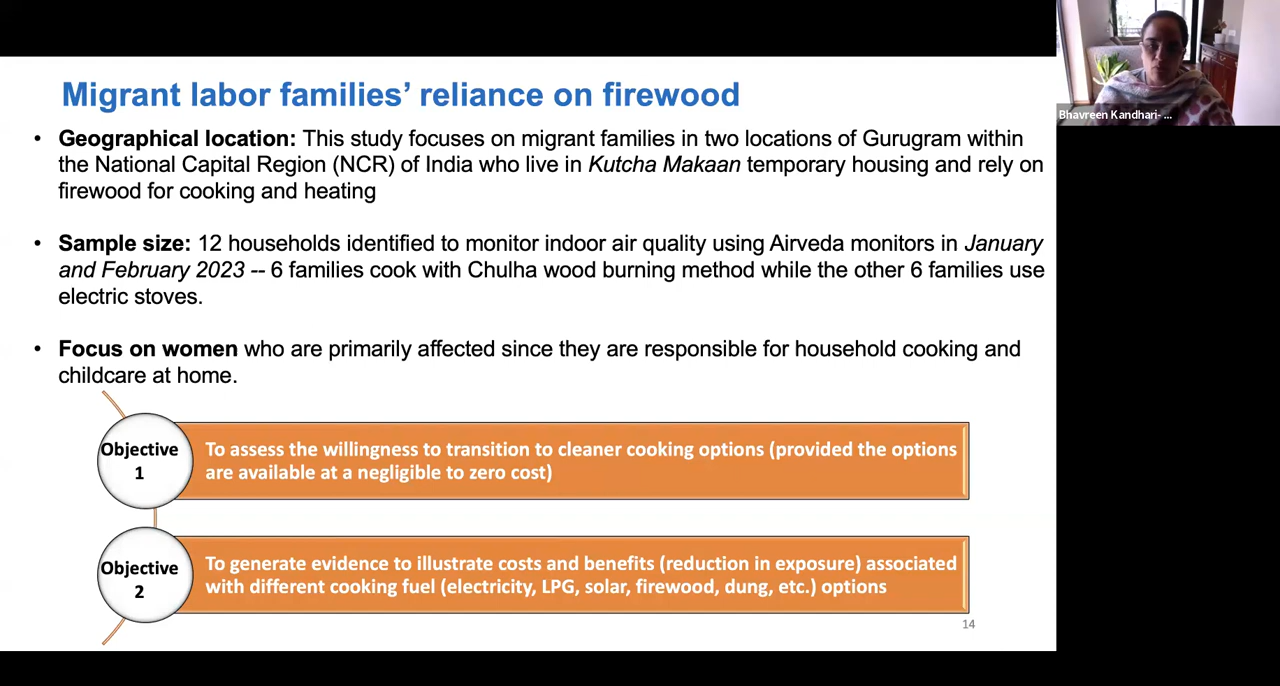 Migrant labor families’ reliance on firewood
• Geographical location: This study focuses on migrant families in two locations of Gurugram within
the National Capital Region (NCR) of India who live in Kutcha Makaan temporary housing and rely on
firewood for cooking and heating
• Sample size: 12 households identified to monitor indoor air quality using Airveda monitors in January
and February 2023 -- 6 families cook with Chulha wood burning method while the other 6 families use
electric stoves.
• Focus on women who are primarily affected since they are responsible for household cooking and
childcare at home.
Objective
1
To assess the willingness to transition to cleaner cooking options (provided the options
are available at a negligible to zero cost)
Objective
2
To generate evidence to illustrate costs and benefits (reduction in exposure) associated
with different cooking fuel (electricity, LPG, solar, firewood, dung, etc.) options
14
Bhavreen Kandhari- ...